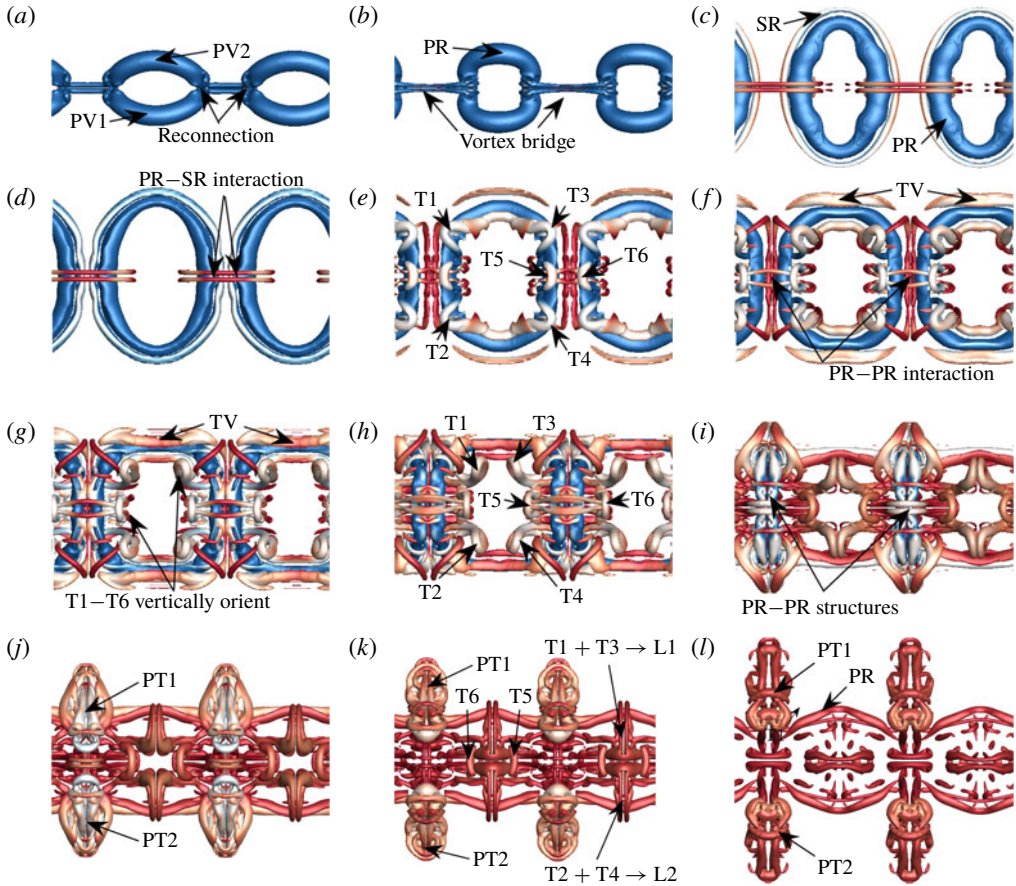 (a)
PV2
PV1
Reconnection
(b)
PR
Vortex bridge
(c)
SR
PR
(d)
PR−SR interaction
(e)
T1
T3
T5
T6
T2
T4
(f)
TV
PR−PR interaction
(g)
TV
T1−T6 vertically orient
(h)
T1
T3
T5
T6
T2
T4
(i)
PR−PR structures
(j)
PT1
PT2
(k)
T1 + T3 → L1
PT1
T6
T5
PT2
T2 + T4 → L2
(l)
PT1
PR
PT2